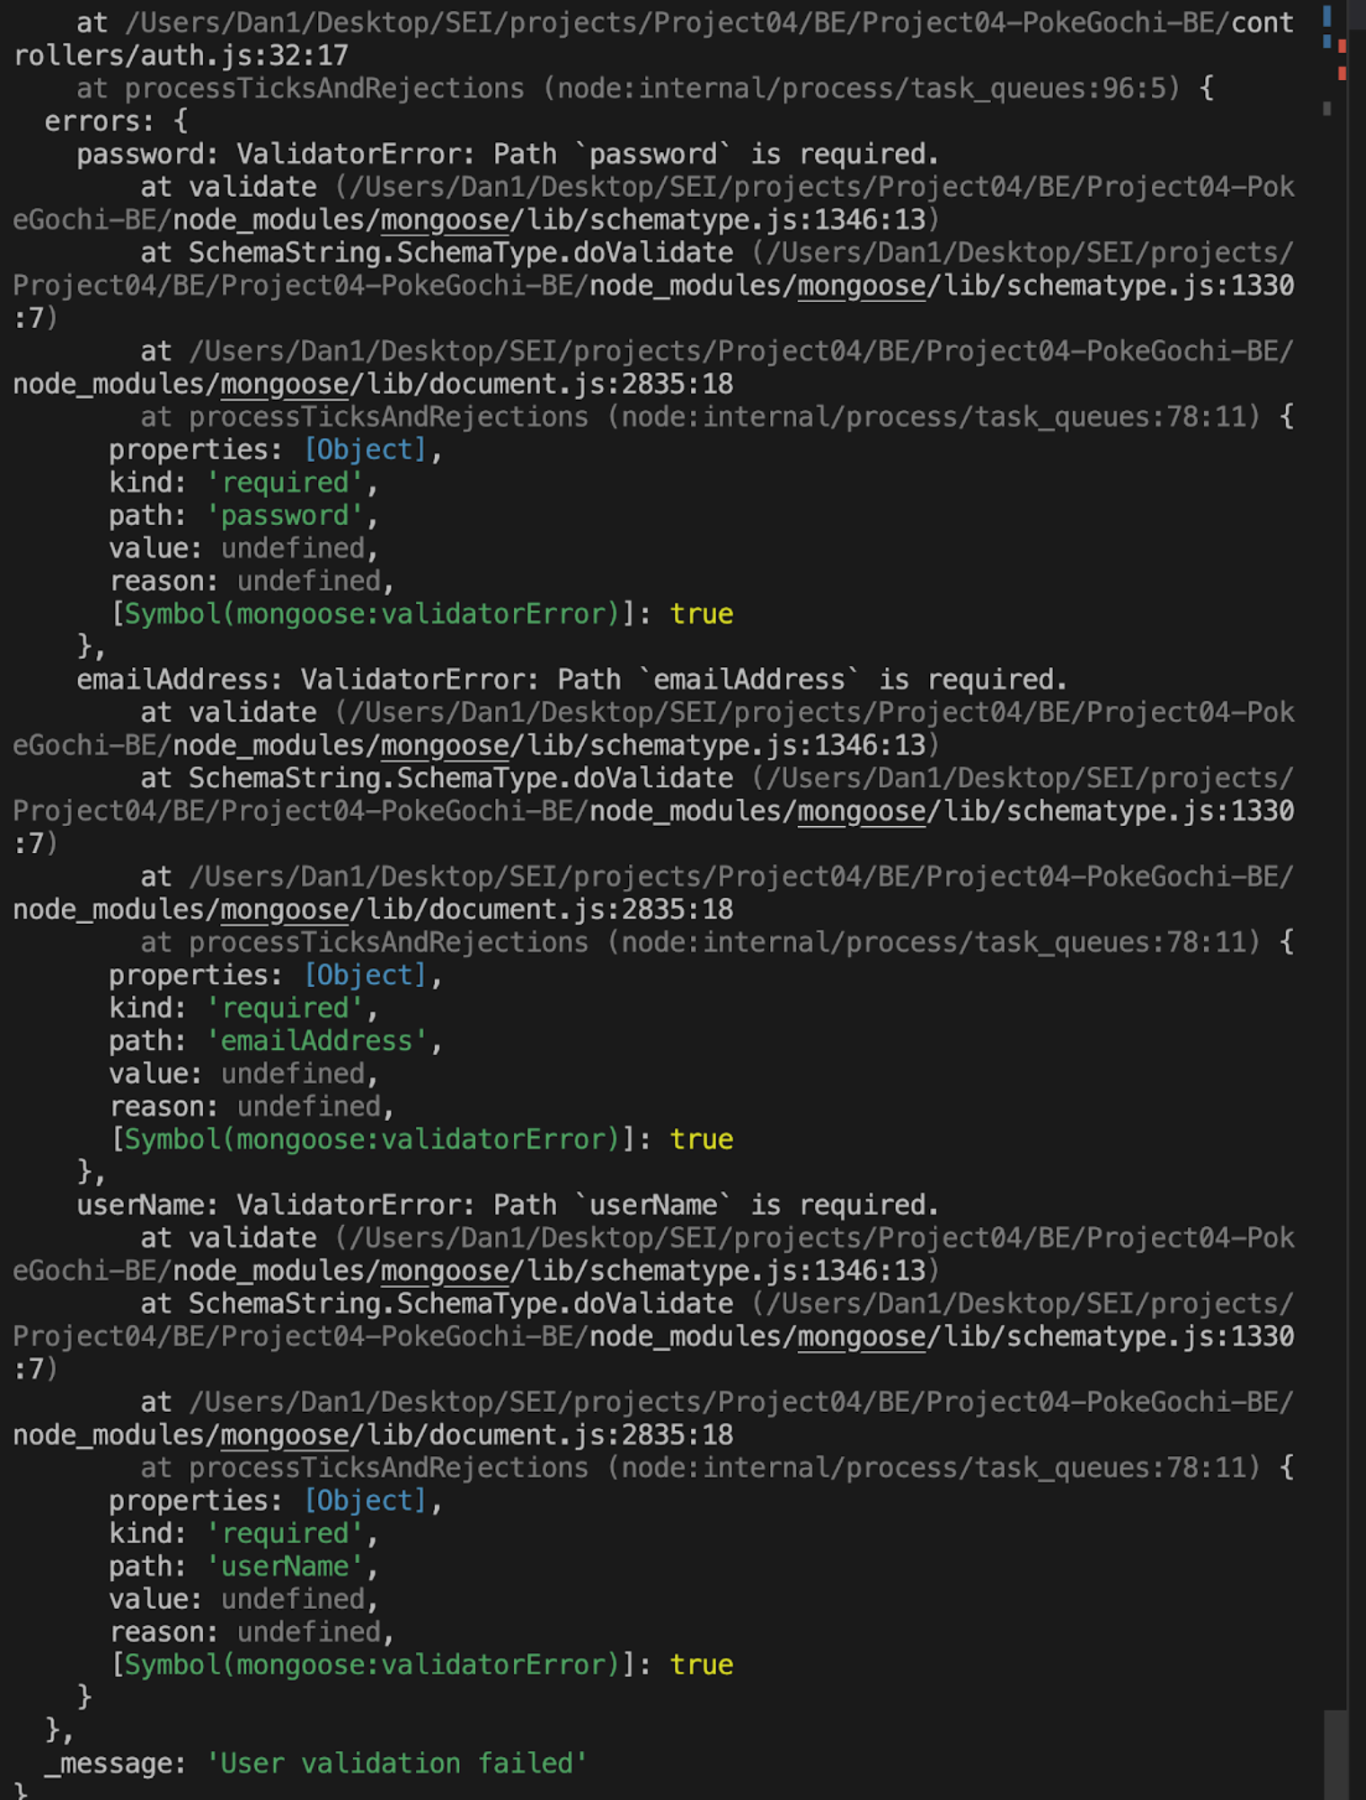 at /Users/Dan1/Desktop/SEI/projects/Project04/BE/Project04-PokeGochi-BE/cont
rollers/auth.js:32:17
at processTicksAndRejections (node:internal/process/task_queues:96:5) {
errors: {
password: ValidatorError: Path `password` is required.
at validate (/Users/Dan1/Desktop/SEI/projects/Project04/BE/Project04-Pok
eGochi-BE/node_modules/mongoose/lib/schematype.js:1346:13)
at SchemaString.SchemaType.doValidate (/Users/Dan1/Desktop/SEI/projects/
Project04/BE/Project04-PokeGochi-BE/node_modules/mongoose/lib/schematype.js:1330
:7)
at /Users/Dan1/Desktop/SEI/projects/Project04/BE/Project04-PokeGochi-BE/
node_modules/mongoose/lib/document.js:2835:18
at processTicksAndRejections (node:internal/process/task_queues:78:11) {
properties: [Object],
kind: 'required',
path: 'password',
value: undefined,
reason: undefined,
[Symbol(mongoose:validatorError)]: true
},
emailAddress: ValidatorError: Path `emailAddress` is required.
at validate (/Users/Dan1/Desktop/SEI/projects/Project04/BE/Project04-Pok
eGochi-BE/node_modules/mongoose/lib/schematype.js:1346:13)
at SchemaString.SchemaType.doValidate (/Users/Dan1/Desktop/SEI/projects/
Project04/BE/Project04-PokeGochi-BE/node_modules/mongoose/lib/schematype.js:1330
:7)
at /Users/Dan1/Desktop/SEI/projects/Project04/BE/Project04-PokeGochi-BE/
node_modules/mongoose/lib/document.js:2835:18
at processTicksAndRejections (node:internal/process/task_queues:78:11) {
properties: [Object],
kind: 'required',
path: 'emailAddress',
value: undefined,
reason: undefined,
[Symbol(mongoose:validatorError)]: true
},
userName: ValidatorError: Path `userName` is required.
at validate (/Users/Dan1/Desktop/SEI/projects/Project04/BE/Project04-Pok
eGochi-BE/node_modules/mongoose/lib/schematype.js:1346:13)
at SchemaString.SchemaType.doValidate (/Users/Dan1/Desktop/SEI/projects/
Project04/BE/Project04-PokeGochi-BE/node_modules/mongoose/lib/schematype.js:1330
:7)
at /Users/Dan1/Desktop/SEI/projects/Project04/BE/Project04-PokeGochi-BE/
node_modules/mongoose/lib/document.js:2835:18
at processTicksAndRejections (node:internal/process/task_queues:78:11) {
properties: [Object],
kind: 'required',
path: 'userName',
value: undefined,
reason: undefined,
[Symbol(mongoose:validatorError)]: true
}
},
_message: 'User validation failed'
}